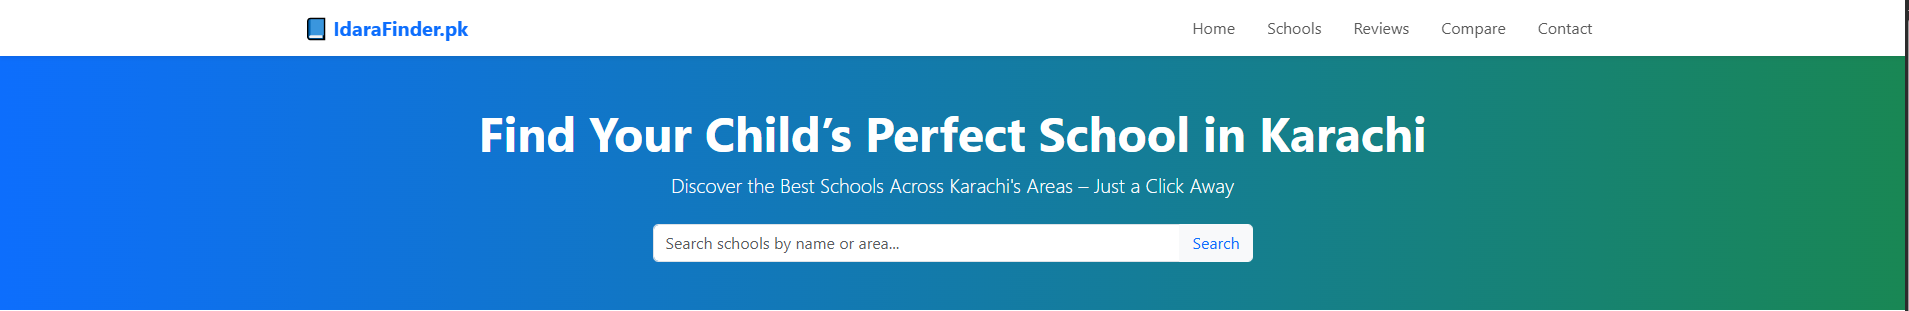 IdaraFinder.pk
Home Schools Reviews Compare Contact
Find Your Child’s Perfect School in Karachi
Discover the Best Schools Across Karachi's Areas – Just a Click Away
Search schools by name or area... Search